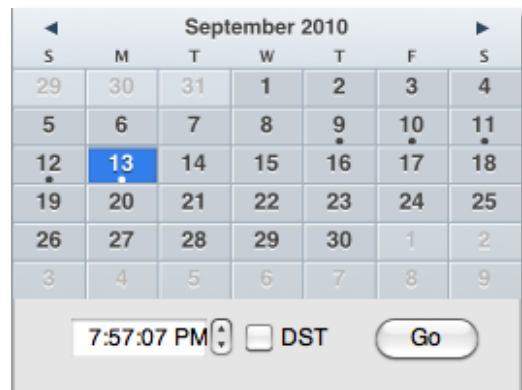 September 2010
S M T W T F S
29 30 31 1 2 3 4
5 6 7 8 9 10 11
12 13 14 15 16 17 18
19 20 21 22 23 24 25
26 27 28 29 30 1 2
3 4 5 6 7 8 9
7:57:07 PM DST Go